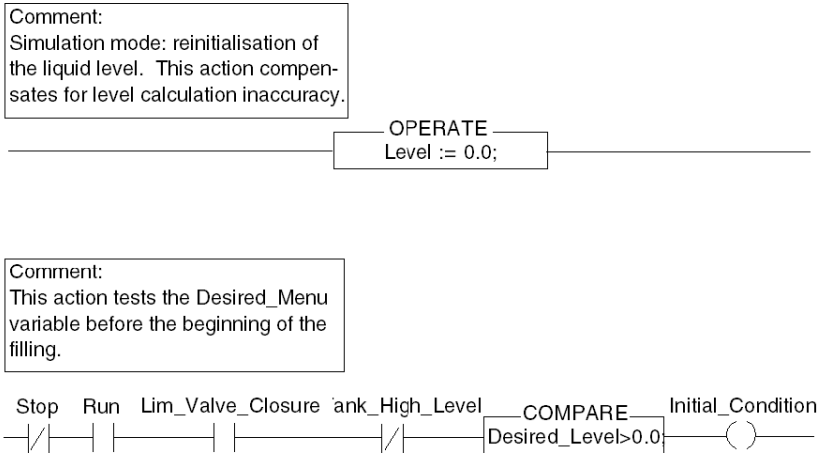 Comment:
Simulation mode: reinitialisation of
the liquid level. This action compen-
sates for level calculation inaccuracy.
OPERATE
Level := 0.0;
Comment:
This action tests the Desired_Menu
variable before the beginning of the
filling.
Stop Run Lim_Valve_Closure ank_High_Level COMPARE Initial_Condition
Desired_Level>0.0;